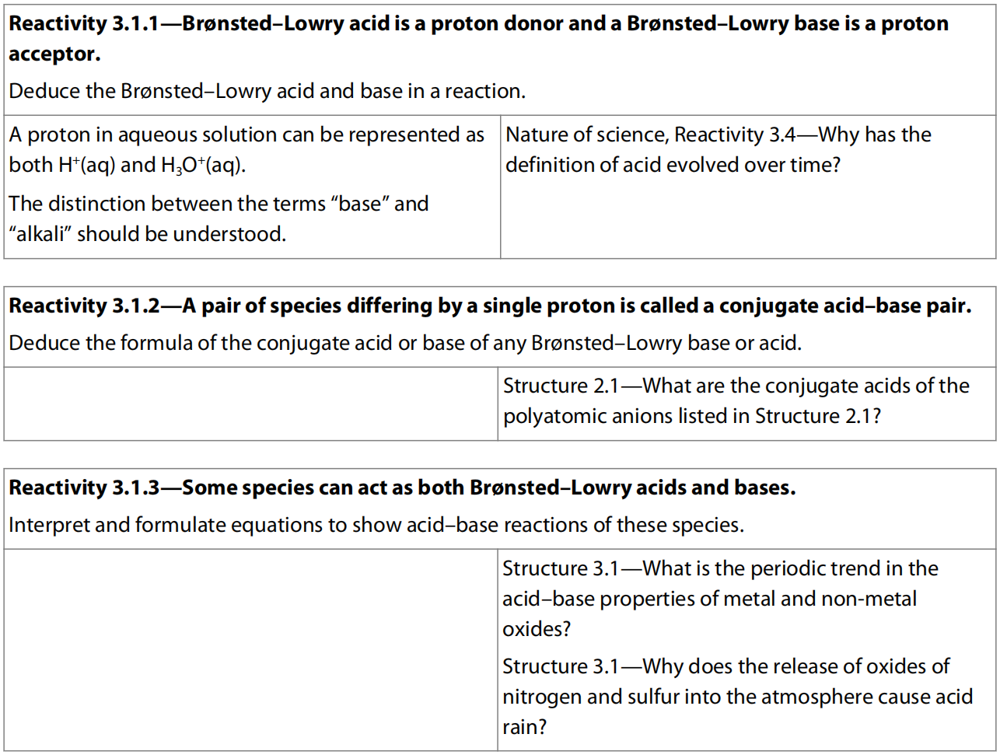 Reactivity 3.1.1—Brønsted–Lowry acid is a proton donor and a Brønsted–Lowry base is a proton
acceptor.
Deduce the Brønsted–Lowry acid and base in a reaction.
A proton in aqueous solution can be represented as
both H⁺(aq) and H₃O⁺(aq).
The distinction between the terms “base” and
“alkali” should be understood.
Nature of science, Reactivity 3.4—Why has the
definition of acid evolved over time?
Reactivity 3.1.2—A pair of species differing by a single proton is called a conjugate acid–base pair.
Deduce the formula of the conjugate acid or base of any Brønsted–Lowry base or acid.
Structure 2.1—What are the conjugate acids of the
polyatomic anions listed in Structure 2.1?
Reactivity 3.1.3—Some species can act as both Brønsted–Lowry acids and bases.
Interpret and formulate equations to show acid–base reactions of these species.
Structure 3.1—What is the periodic trend in the
acid–base properties of metal and non-metal
oxides?
Structure 3.1—Why does the release of oxides of
nitrogen and sulfur into the atmosphere cause acid
rain?